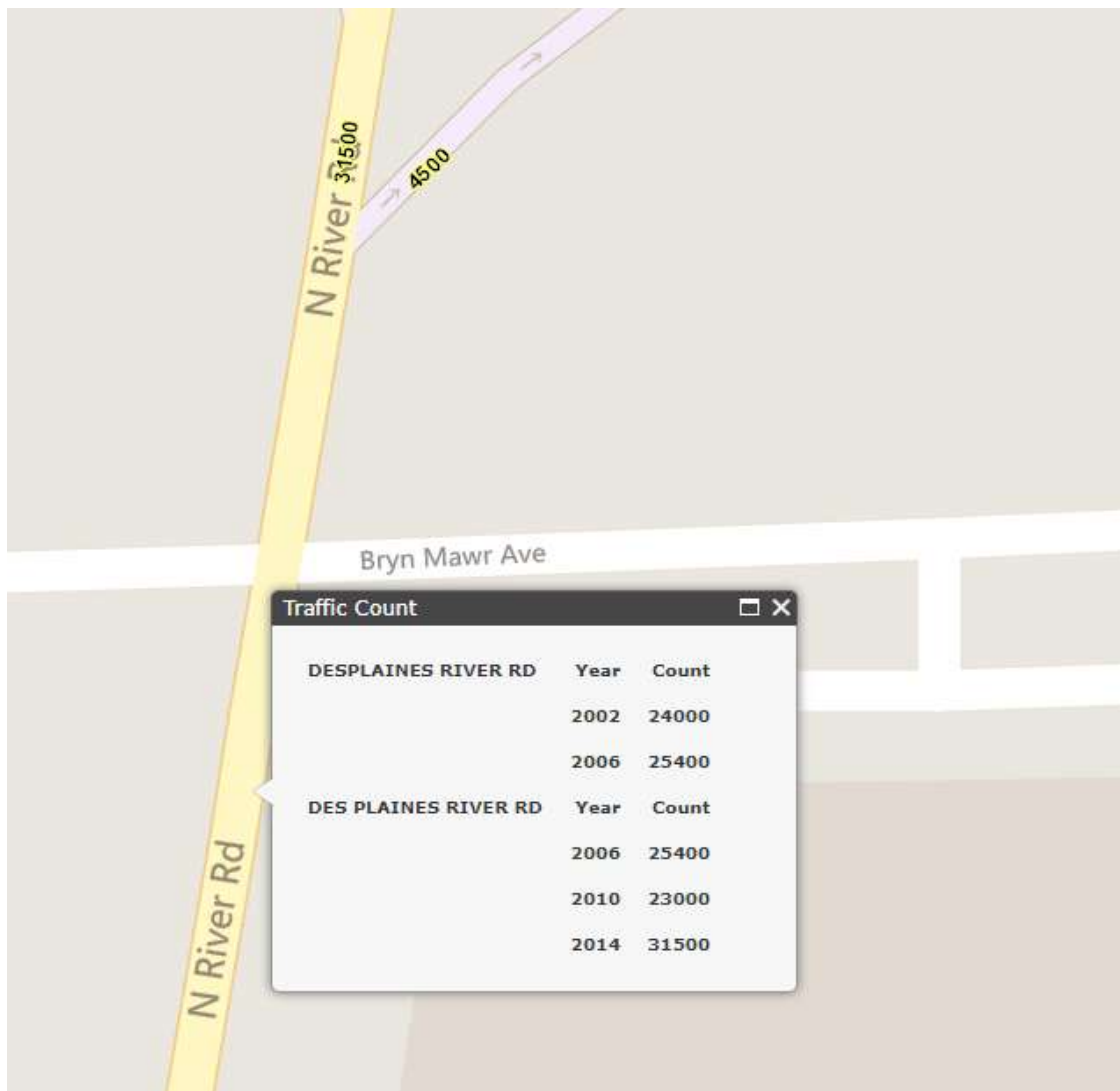 31500
4500
N River Rd
Bryn Mawr Ave
Traffic Count
DESPLAINES RIVER RD Year Count
2002 24000
2006 25400
DES PLAINES RIVER RD Year Count
2006 25400
2010 23000
2014 31500
N River Rd